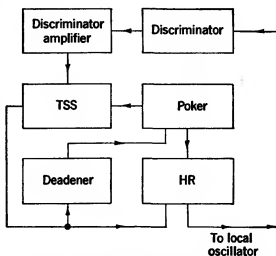 Discriminator
amplifier
Discriminator
TSS
Poker
Deadener
HR
To local
oscillator